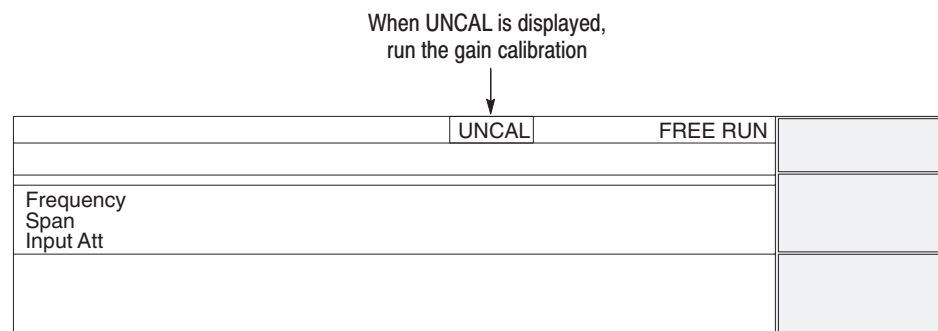 When UNCAL is displayed,
run the gain calibration
UNCAL
FREE RUN
Frequency
Span
Input Att